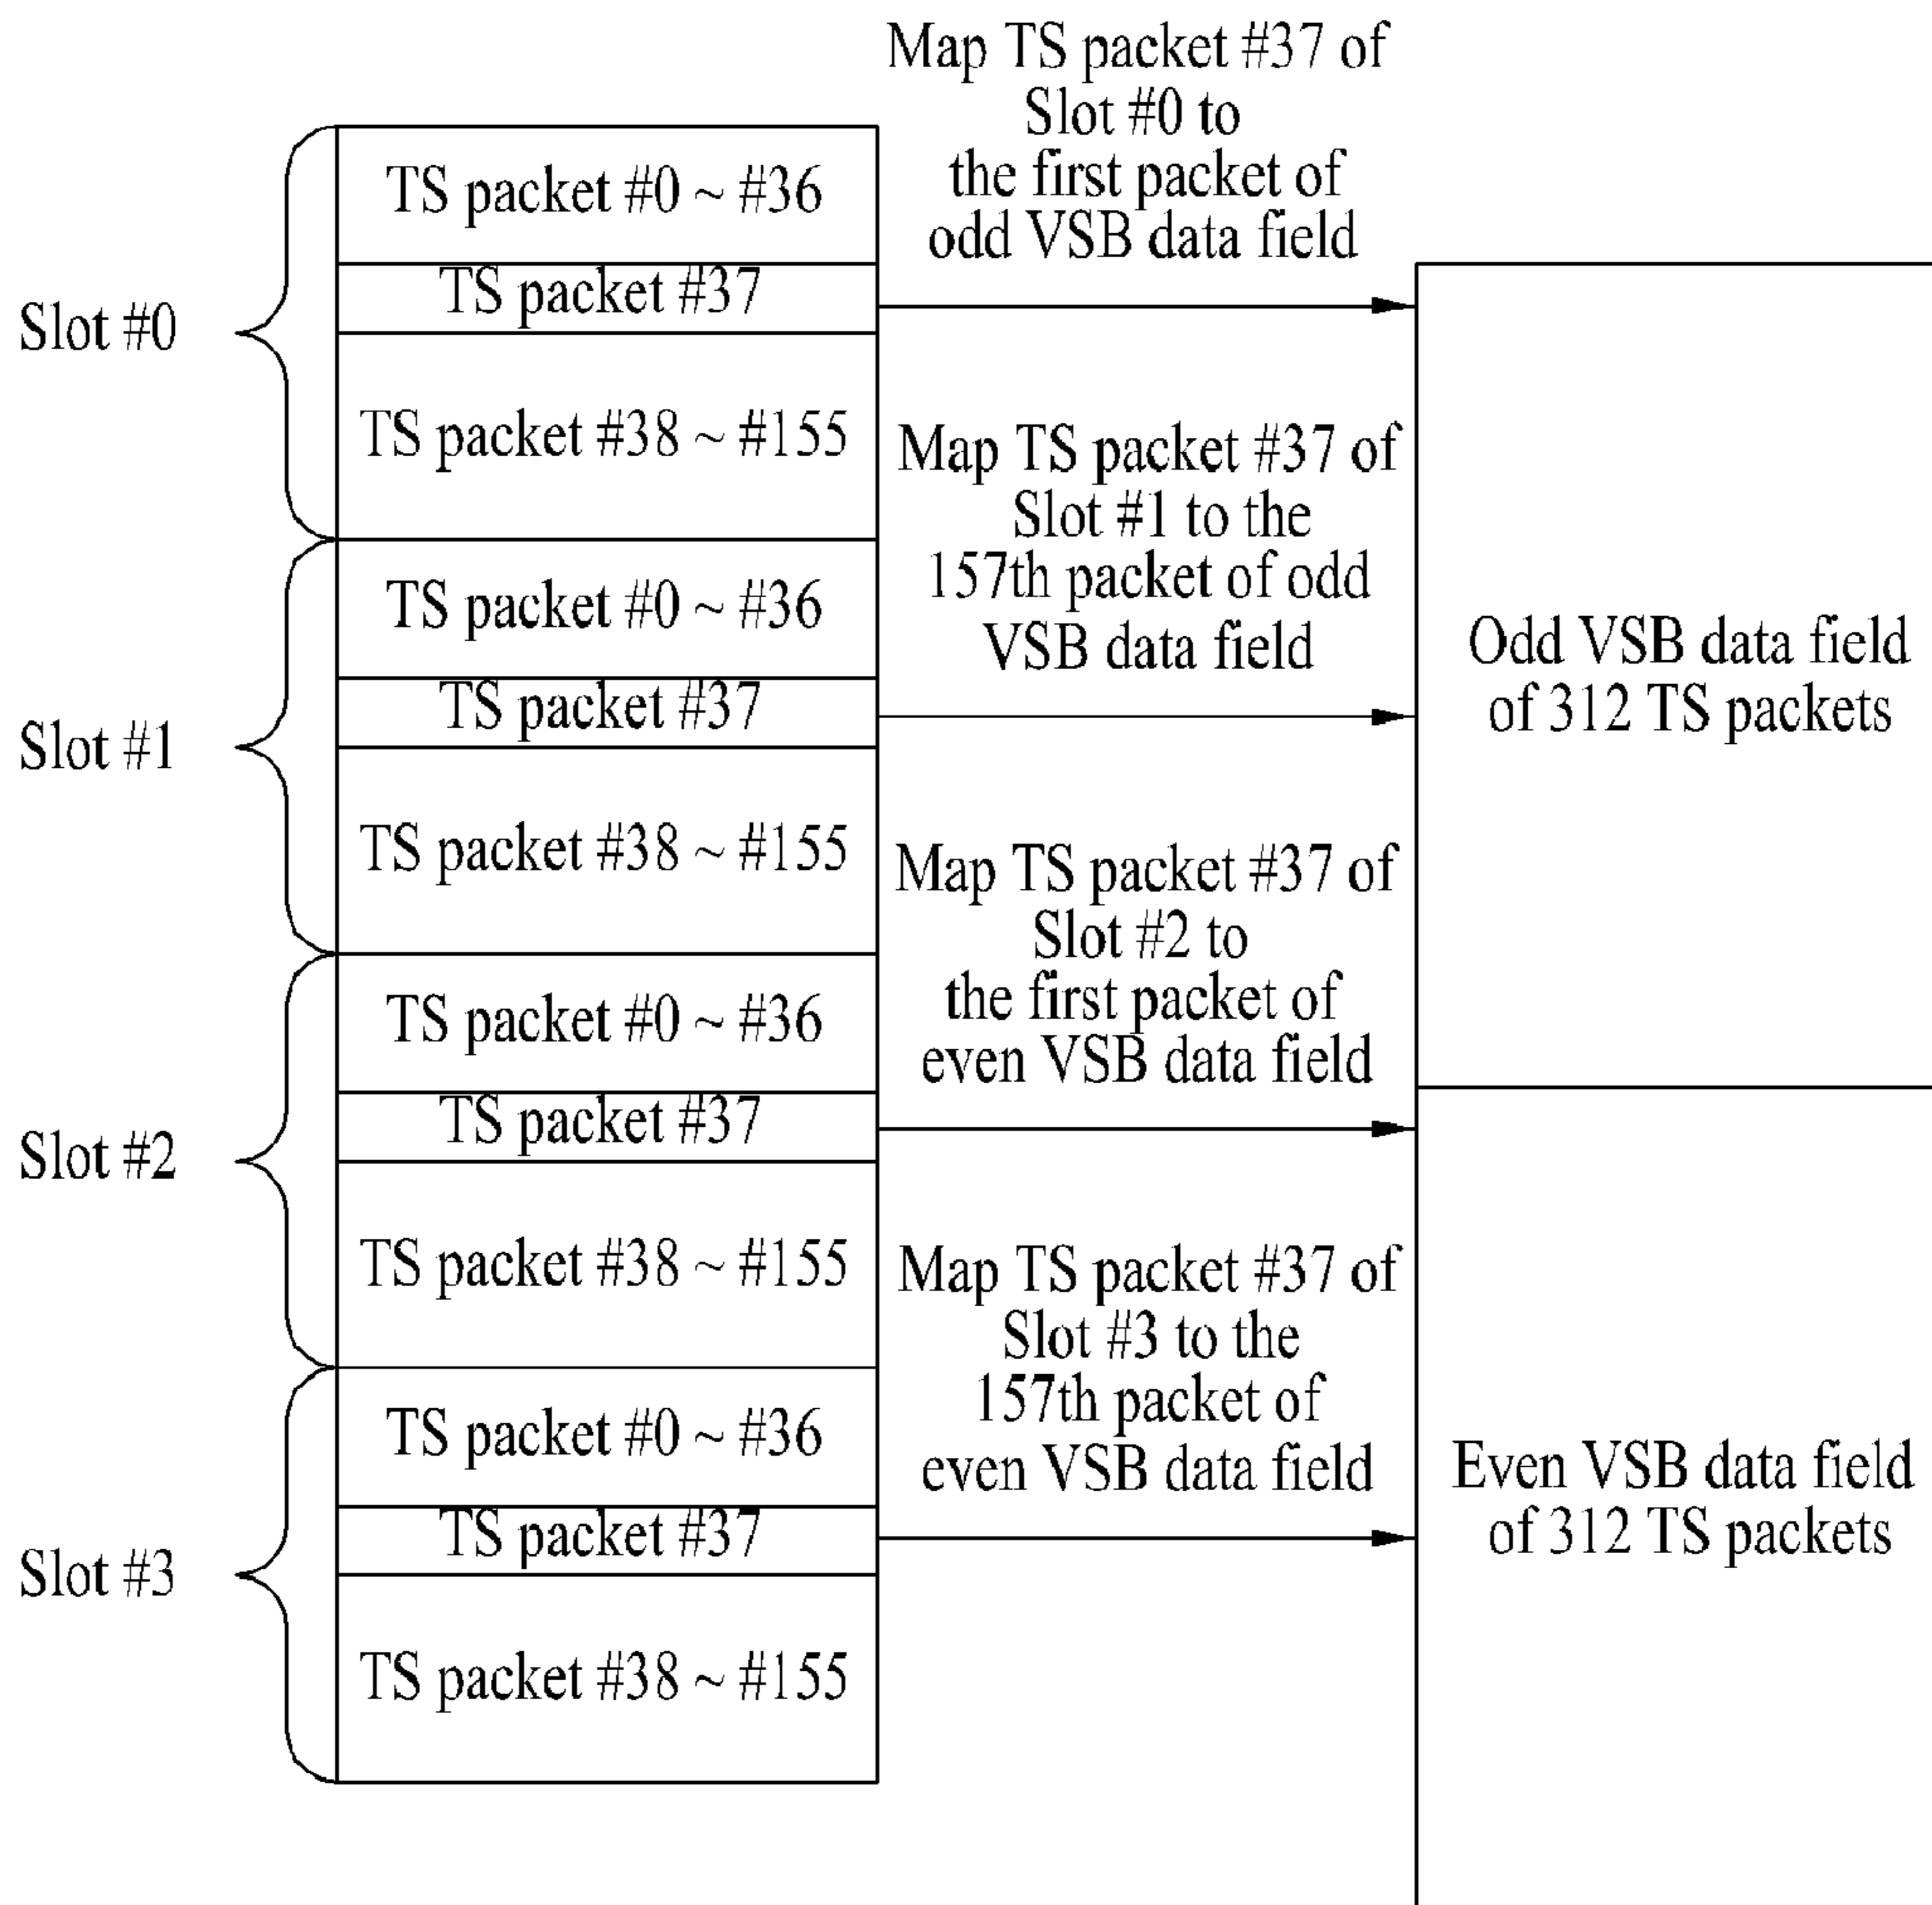 Map TS packet #37 of
Slot #0 to
the first packet of
odd VSB data field
Slot #0
TS packet #0 ~ #36
TS packet #37
TS packet #38 ~ #155
Map TS packet #37 of
Slot #1 to the
157th packet of odd
VSB data field
Slot #1
TS packet #0 ~ #36
TS packet #37
TS packet #38 ~ #155
Odd VSB data field
of 312 TS packets
Map TS packet #37 of
Slot #2 to
the first packet of
even VSB data field
Slot #2
TS packet #0 ~ #36
TS packet #37
TS packet #38 ~ #155
Map TS packet #37 of
Slot #3 to the
157th packet of
even VSB data field
Slot #3
TS packet #0 ~ #36
TS packet #37
TS packet #38 ~ #155
Even VSB data field
of 312 TS packets